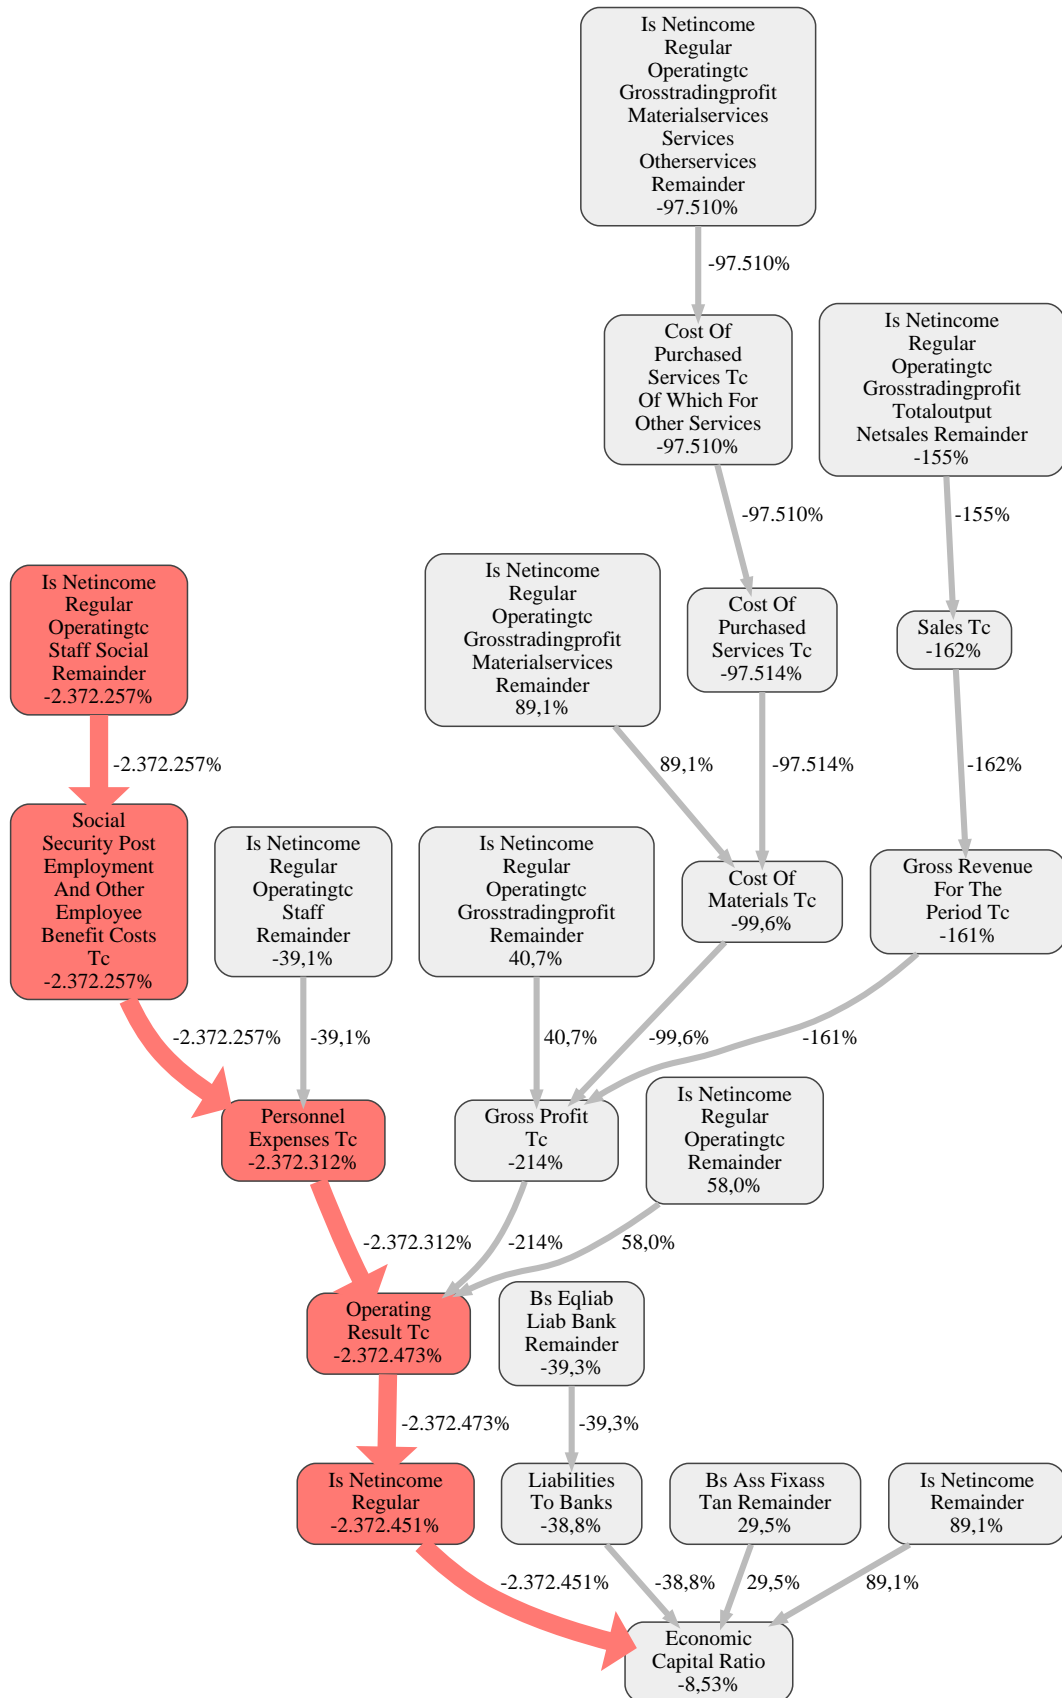 Is Netincome
Regular
Operatingtc
Grosstradingprofit
Materialservices
Services
Otherservices
Remainder
-97.510%
-97.510%
Cost Of
Purchased
Services Tc
Of Which For
Other Services
-97.510%
Is Netincome
Regular
Operatingtc
Grosstradingprofit
Totaloutput
Netsales Remainder
-155%
-97.510%
-155%
Is Netincome
Regular
Operatingtc
Staff Social
Remainder
-2.372.257%
Is Netincome
Regular
Operatingtc
Grosstradingprofit
Materialservices
Remainder
89,1%
Cost Of
Purchased
Services Tc
-97.514%
Sales Tc
-162%
-2.372.257%
89,1%
-97.514%
-162%
Social
Security Post
Employment
And Other
Employee
Benefit Costs
Tc
-2.372.257%
Is Netincome
Regular
Operatingtc
Staff
Remainder
-39,1%
Is Netincome
Regular
Operatingtc
Grosstradingprofit
Remainder
40,7%
Cost Of
Materials Tc
-99,6%
Gross Revenue
For The
Period Tc
-161%
-2.372.257%
-39,1%
40,7%
-99,6%
-161%
Personnel
Expenses Tc
-2.372.312%
Gross Profit
Tc
-214%
Is Netincome
Regular
Operatingtc
Remainder
58,0%
-2.372.312%
-214%
58,0%
Operating
Result Tc
-2.372.473%
Bs Eqliab
Liab Bank
Remainder
-39,3%
-2.372.473%
-39,3%
Is Netincome
Regular
-2.372.451%
Liabilities
To Banks
-38,8%
Bs Ass Fixass
Tan Remainder
29,5%
Is Netincome
Remainder
89,1%
-2.372.451%
-38,8%
29,5%
89,1%
Economic
Capital Ratio
-8,53%